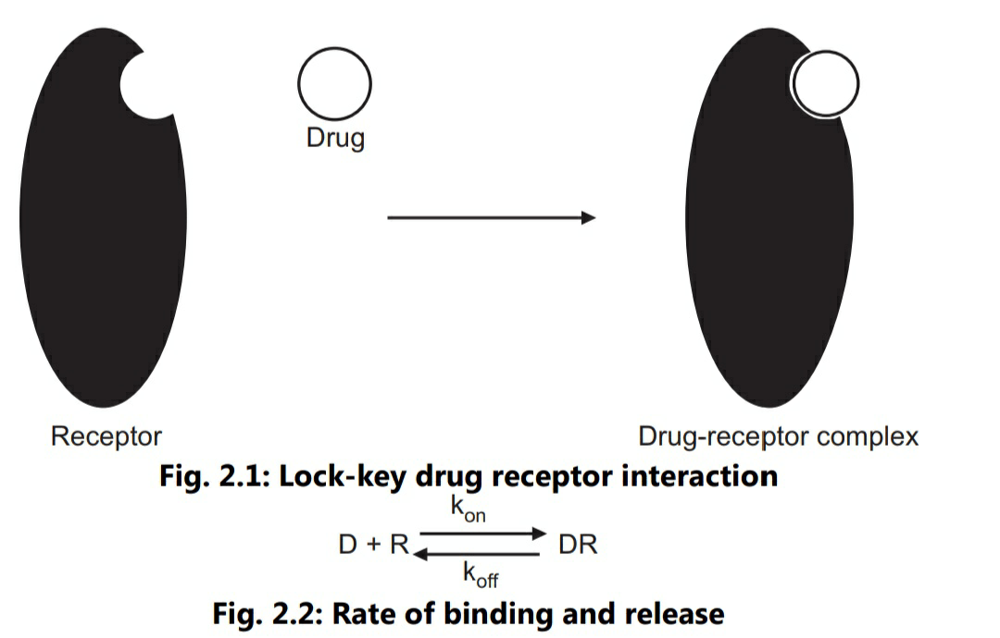 Drug
Receptor
Drug-receptor complex
Fig. 2.1: Lock-key drug receptor interaction
kon
D + R DR
koff
Fig. 2.2: Rate of binding and release